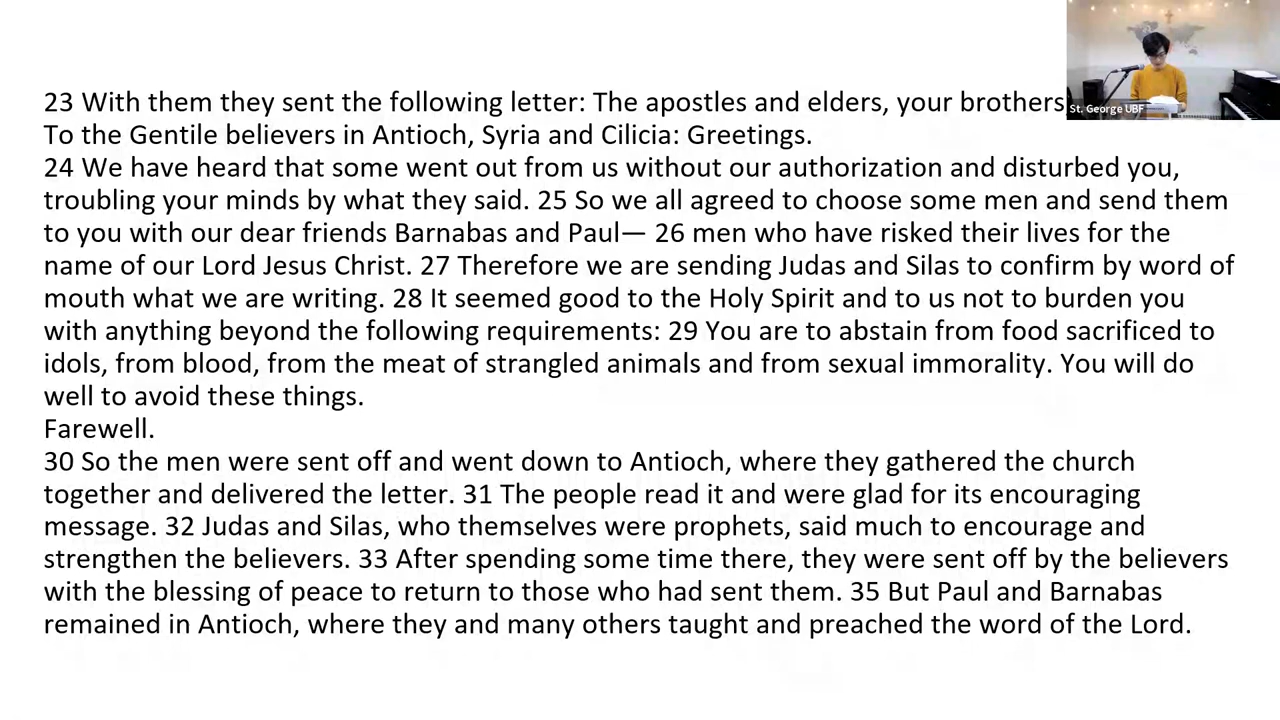 23 With them they sent the following letter: The apostles and elders, your brothers
St. George UBF
To the Gentile believers in Antioch, Syria and Cilicia: Greetings.
24 We have heard that some went out from us without our authorization and disturbed you,
troubling your minds by what they said. 25 So we all agreed to choose some men and send them
to you with our dear friends Barnabas and Paul— 26 men who have risked their lives for the
name of our Lord Jesus Christ. 27 Therefore we are sending Judas and Silas to confirm by word of
mouth what we are writing. 28 It seemed good to the Holy Spirit and to us not to burden you
with anything beyond the following requirements: 29 You are to abstain from food sacrificed to
idols, from blood, from the meat of strangled animals and from sexual immorality. You will do
well to avoid these things.
Farewell.
30 So the men were sent off and went down to Antioch, where they gathered the church
together and delivered the letter. 31 The people read it and were glad for its encouraging
message. 32 Judas and Silas, who themselves were prophets, said much to encourage and
strengthen the believers. 33 After spending some time there, they were sent off by the believers
with the blessing of peace to return to those who had sent them. 35 But Paul and Barnabas
remained in Antioch, where they and many others taught and preached the word of the Lord.